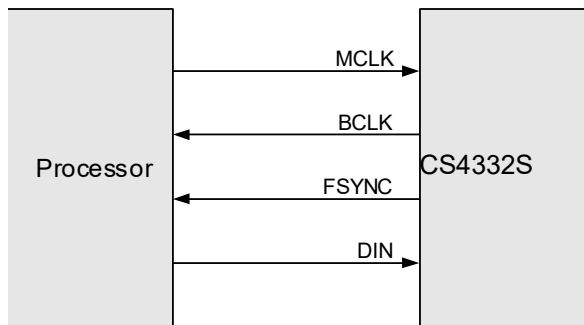 MCLK
BCLK
Processor
CS4332S
FSYNC
DIN